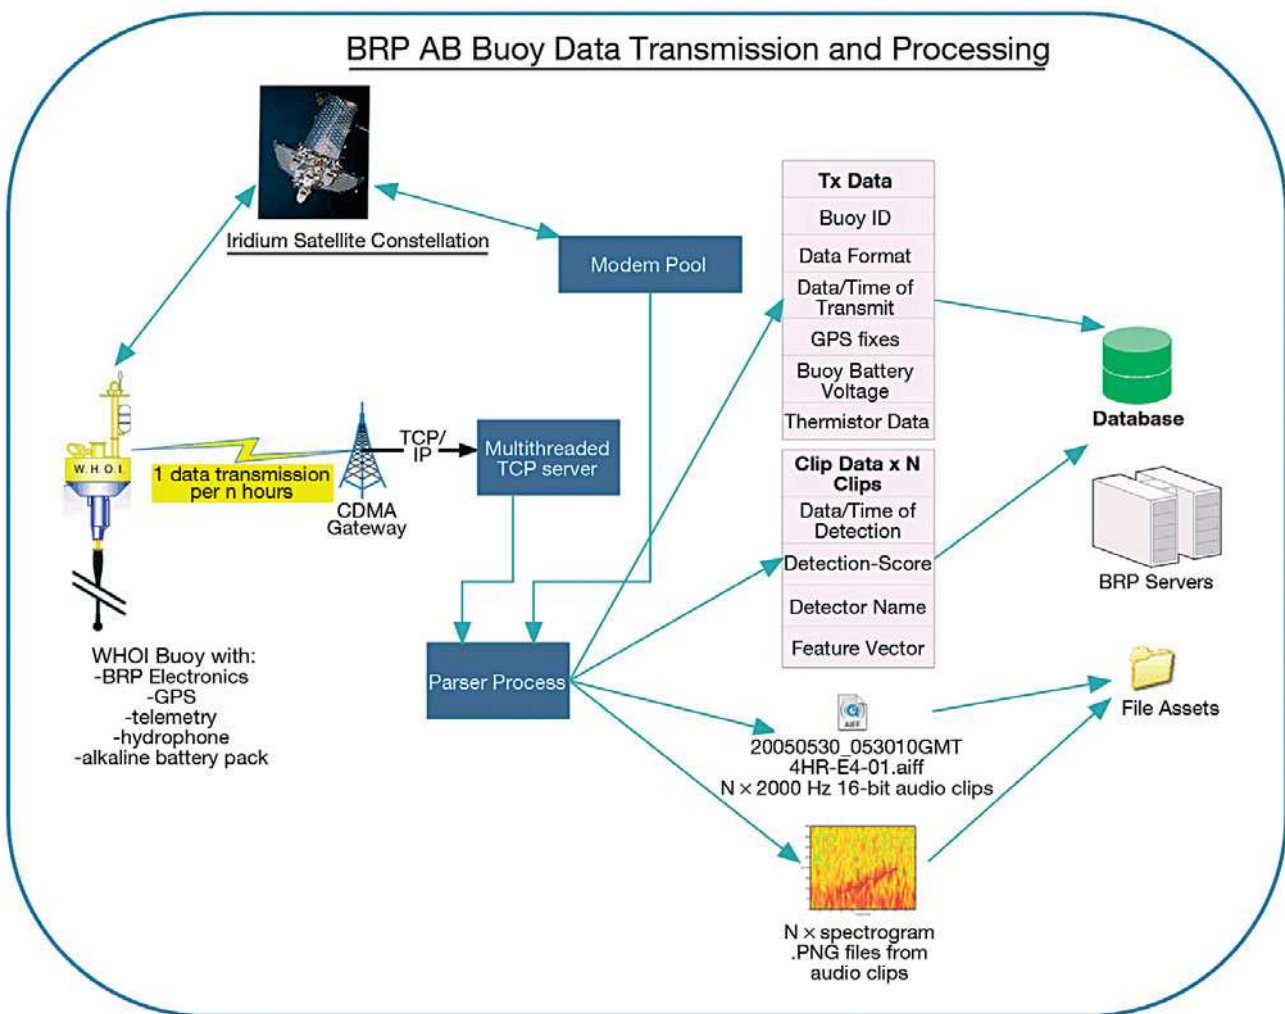 BRP AB Buoy Data Transmission and Processing
Iridium Satellite Constellation
Modem Pool
Tx Data
Buoy ID
Data Format
Data/Time of
Transmit
GPS fixes
Buoy Battery
Voltage
Thermistor Data
Database
W.H.O.I.
1 data transmission
per n hours
CDMA
Gateway
TCP/
IP
Multithreaded
TCP server
Clip Data x N
Clips
Data/Time of
Detection
Detection-Score
Detector Name
Feature Vector
BRP Servers
WHOI Buoy with:
-BRP Electronics
-GPS
-telemetry
-hydrophone
-alkaline battery pack
Parser Process
AIFF
20050530_053010GMT
4HR-E4-01.aiff
N × 2000 Hz 16-bit audio clips
File Assets
N × spectrogram
.PNG files from
audio clips